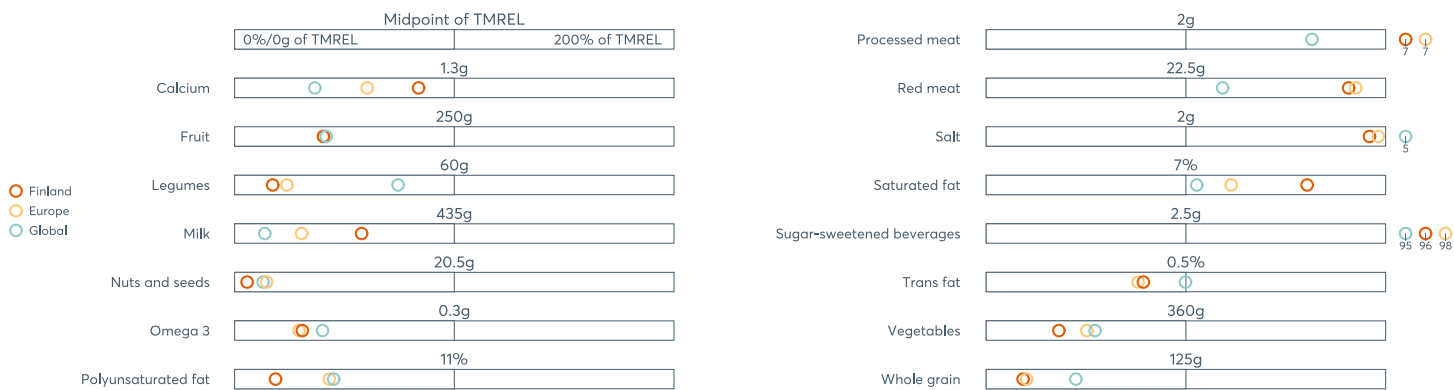 Midpoint of TMREL
0%/0g of TMREL 200% of TMREL
1.3g
Calcium
250g
Fruit
60g
Legumes
435g
Milk
20.5g
Nuts and seeds
0.3g
Omega 3
11%
Polyunsaturated fat
Finland
Europe
Global
2g
Processed meat
7 7
22.5g
Red meat
2g
Salt
5
7%
Saturated fat
2.5g
Sugar-sweetened beverages
95 96 98
0.5%
Trans fat
360g
Vegetables
125g
Whole grain